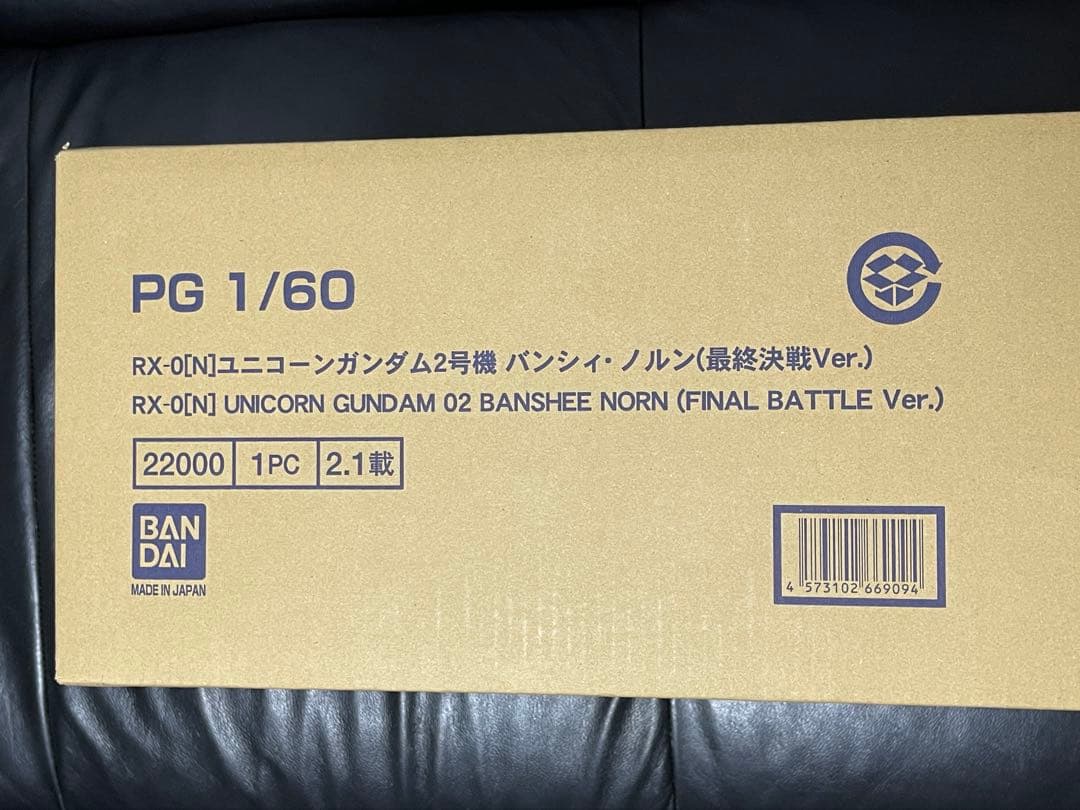 PG 1/60
RX-0[N]ユニコーンガンダム2号機 バンシィ・ノルン(最終決戦Ver.)
RX-0[N] UNICORN GUNDAM 02 BANSHEE NORN (FINAL BATTLE Ver.)
22000 1PC 2.1載
BAN
DAI
MADE IN JAPAN
4 573102 669094